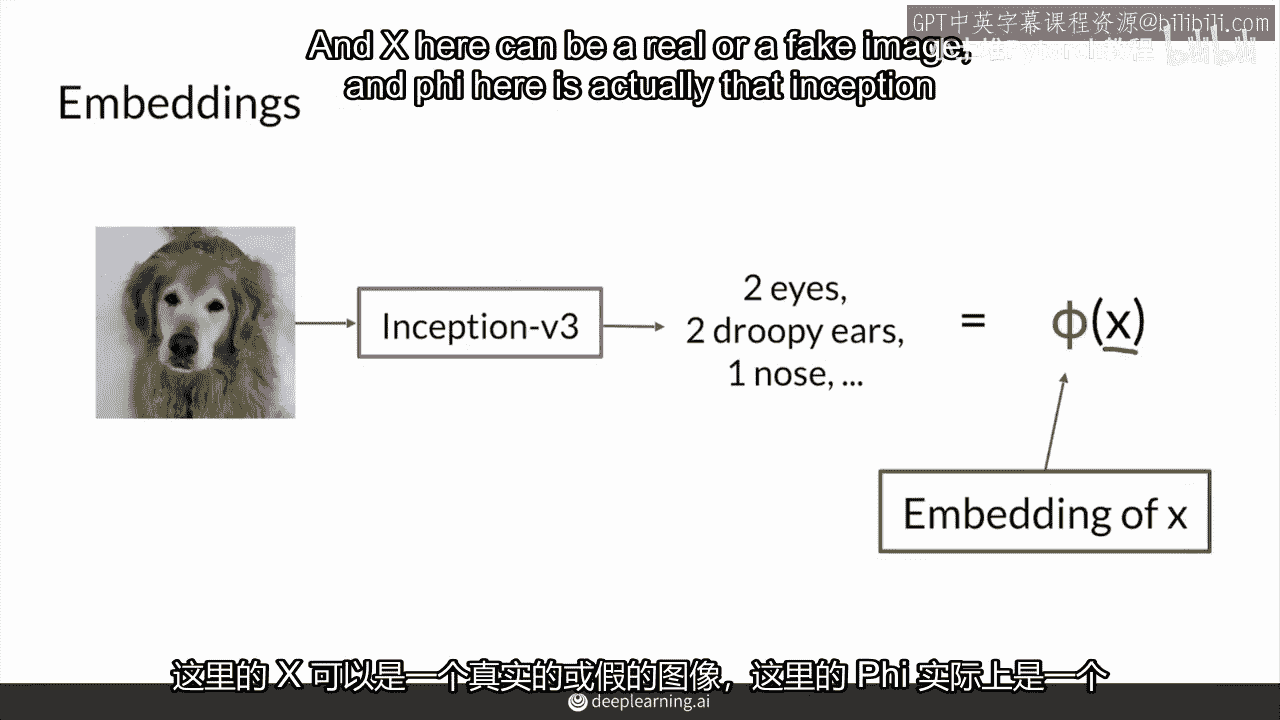 GPT中英字幕课程资源@bilibili.com
And X here can be a real or a fake image,
and phi here is actually that inception
Embeddings
Inception-v3
2 eyes,
2 droopy ears,
1 nose, ...
=
ϕ(x)
Embedding of x
这里的 X 可以是一个真实的或假的图像，这里的 Phi 实际上是一个
deeplearning.ai